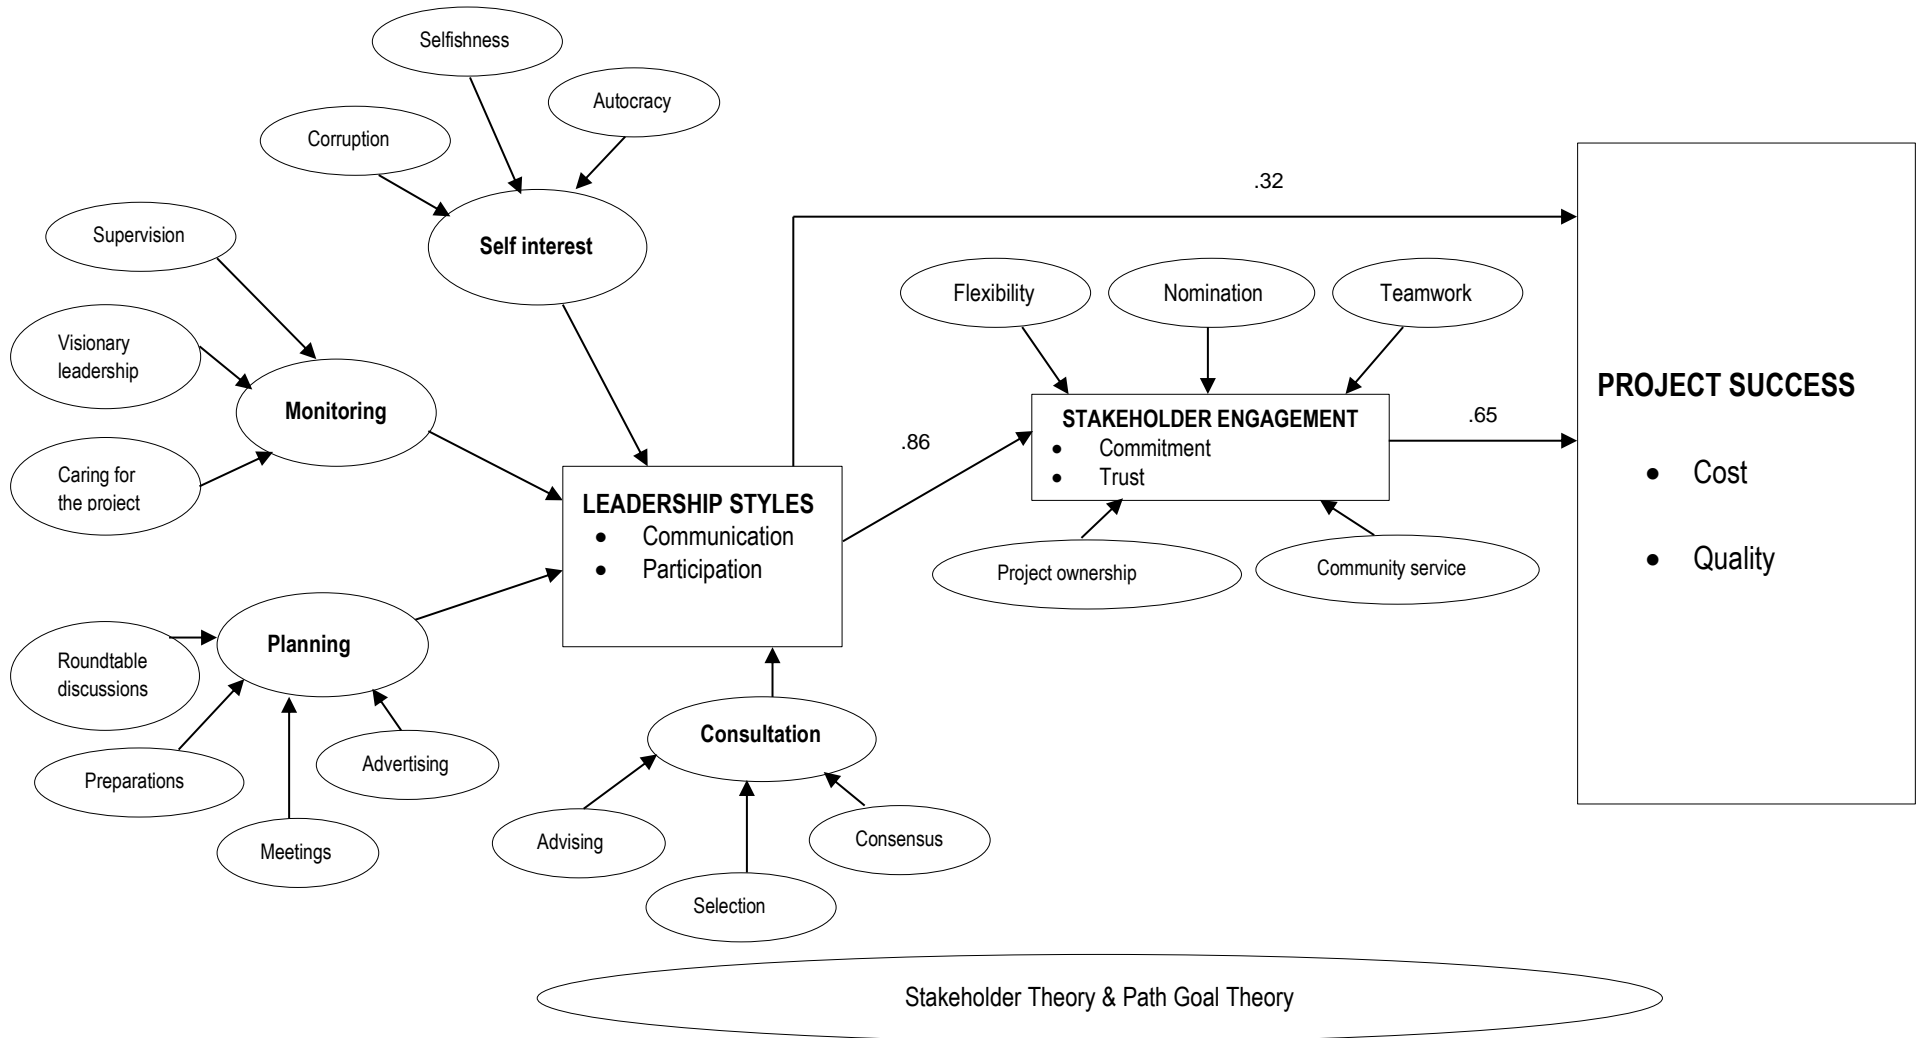 Selfishness
Autocracy
Corruption
.32
Supervision
Self interest
Flexibility
Nomination
Teamwork
Visionary
leadership
PROJECT SUCCESS
Monitoring
STAKEHOLDER ENGAGEMENT
.65
.86
• Commitment
• Trust
• Cost
Caring for
the project
LEADERSHIP STYLES
• Communication
• Participation
• Quality
Project ownership
Community service
Planning
Roundtable
discussions
Consultation
Advertising
Preparations
Meetings
Advising
Consensus
Selection
Stakeholder Theory & Path Goal Theory